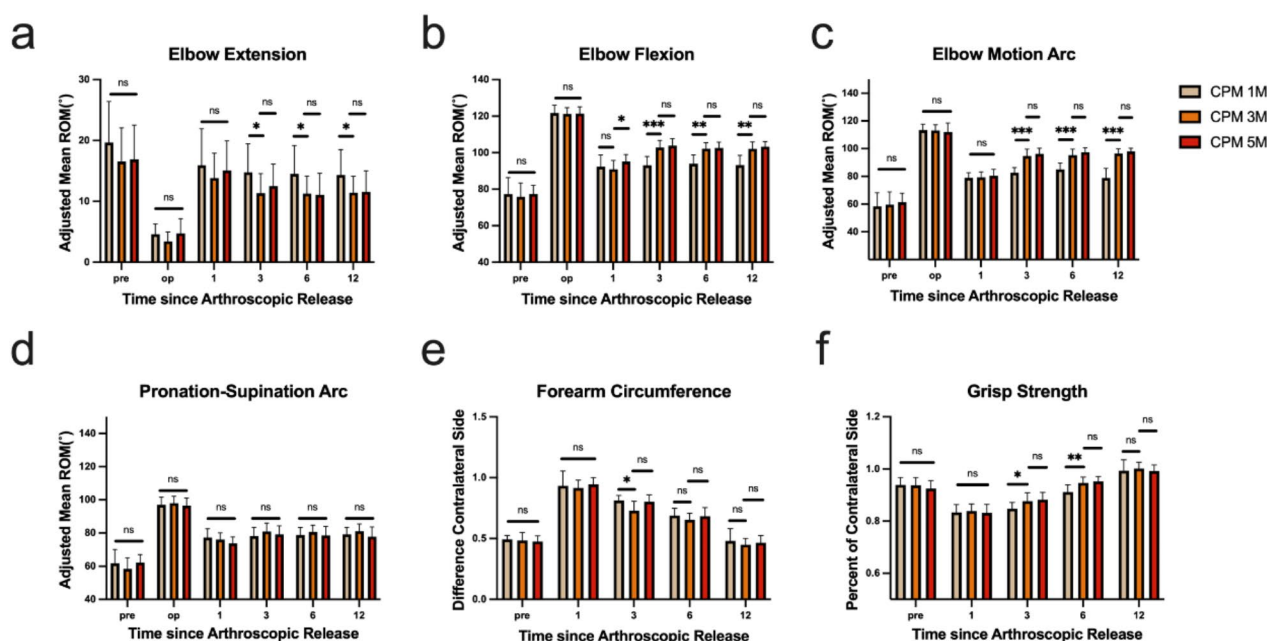 a
Elbow Extension
Adjusted Mean ROM(°)
30
20
10
0
ns
ns
ns
*
ns
*
ns
*
ns
pre
op
1
3
6
12
Time since Arthroscopic Release
b
Elbow Flexion
Adjusted Mean ROM(°)
140
120
100
80
60
40
ns
ns
ns
*
***
ns
**
ns
**
ns
pre
op
1
3
6
12
Time since Arthroscopic Release
c
Elbow Motion Arc
Adjusted Mean ROM(°)
140
120
100
80
60
40
ns
ns
ns
***
ns
***
ns
***
ns
pre
op
1
3
6
12
Time since Arthroscopic Release
CPM 1M
CPM 3M
CPM 5M
d
Pronation-Supination Arc
Adjusted Mean ROM(°)
140
120
100
80
60
40
ns
ns
ns
ns
ns
ns
pre
op
1
3
6
12
Time since Arthroscopic Release
e
Forearm Circumference
Difference Contralateral Side
1.5
1.0
0.5
0.0
ns
ns
*
ns
ns
ns
ns
ns
pre
1
3
6
12
Time since Arthroscopic Release
f
Grisp Strength
Percent of Contralateral Side
1.2
1.0
0.8
0.6
ns
ns
*
ns
**
ns
ns
ns
pre
1
3
6
12
Time since Arthroscopic Release